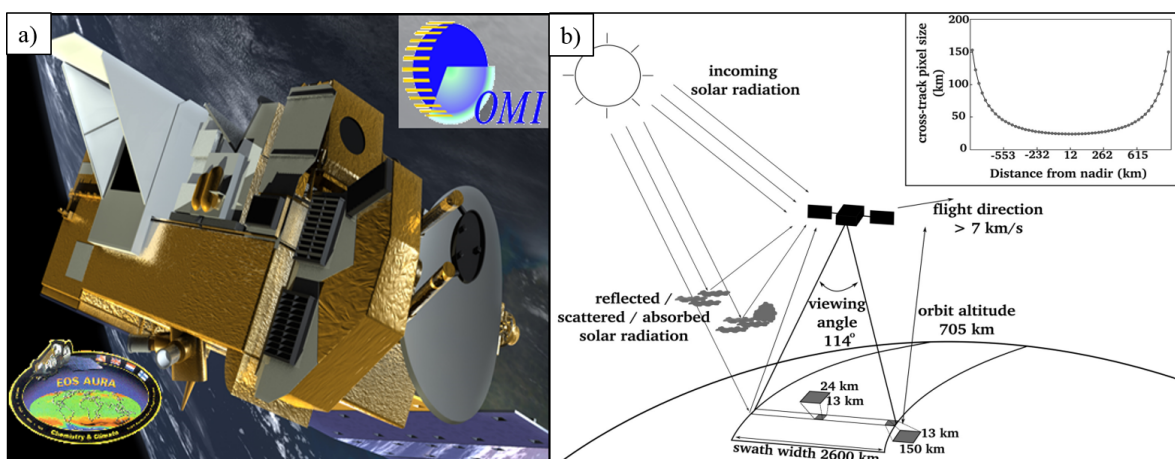 a)
OMI
EOS AURA
Chemistry & Climate
b)
incoming
solar radiation
cross-track pixel size
(km)
200
150
100
50
0
-553 -232 12 262 615
Distance from nadir (km)
flight direction
> 7 km/s
reflected /
scattered / absorbed
solar radiation
viewing
angle
114°
orbit altitude
705 km
24 km
13 km
13 km
150 km
swath width 2600 km